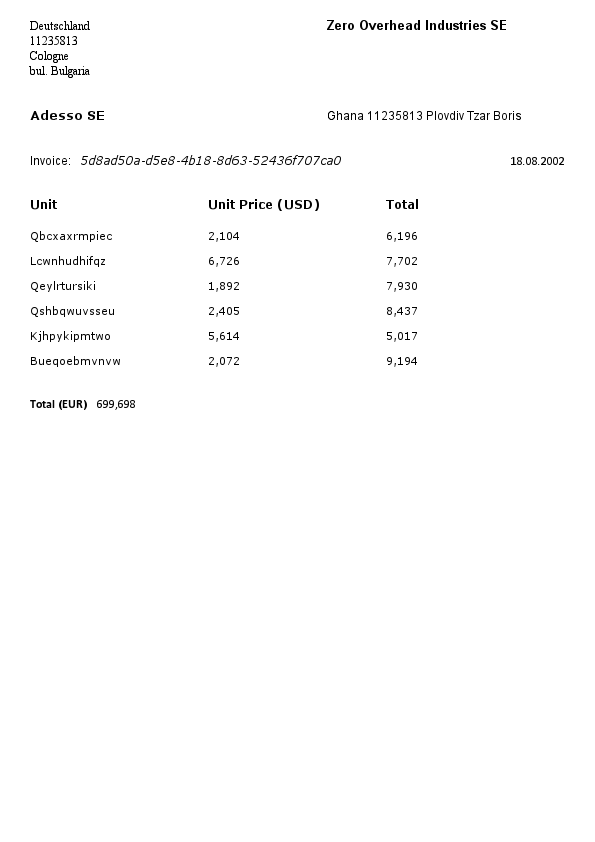 Deutschland
11235813
Cologne
bul. Bulgaria
Zero Overhead Industries SE
Adesso SE
Ghana 11235813 Plovdiv Tzar Boris
Invoice: 5d8ad50a-d5e8-4b18-8d63-52436f707ca0
18.08.2002
Unit Unit Price (USD) Total
Qbcxaxrmpiec 2,104 6,196
Lcwnhudhifqz 6,726 7,702
Qeylrtursiki 1,892 7,930
Qshbqwuvsseu 2,405 8,437
Kjhpykipmtwo 5,614 5,017
Bueqoebmvnvw 2,072 9,194
Total (EUR) 699,698